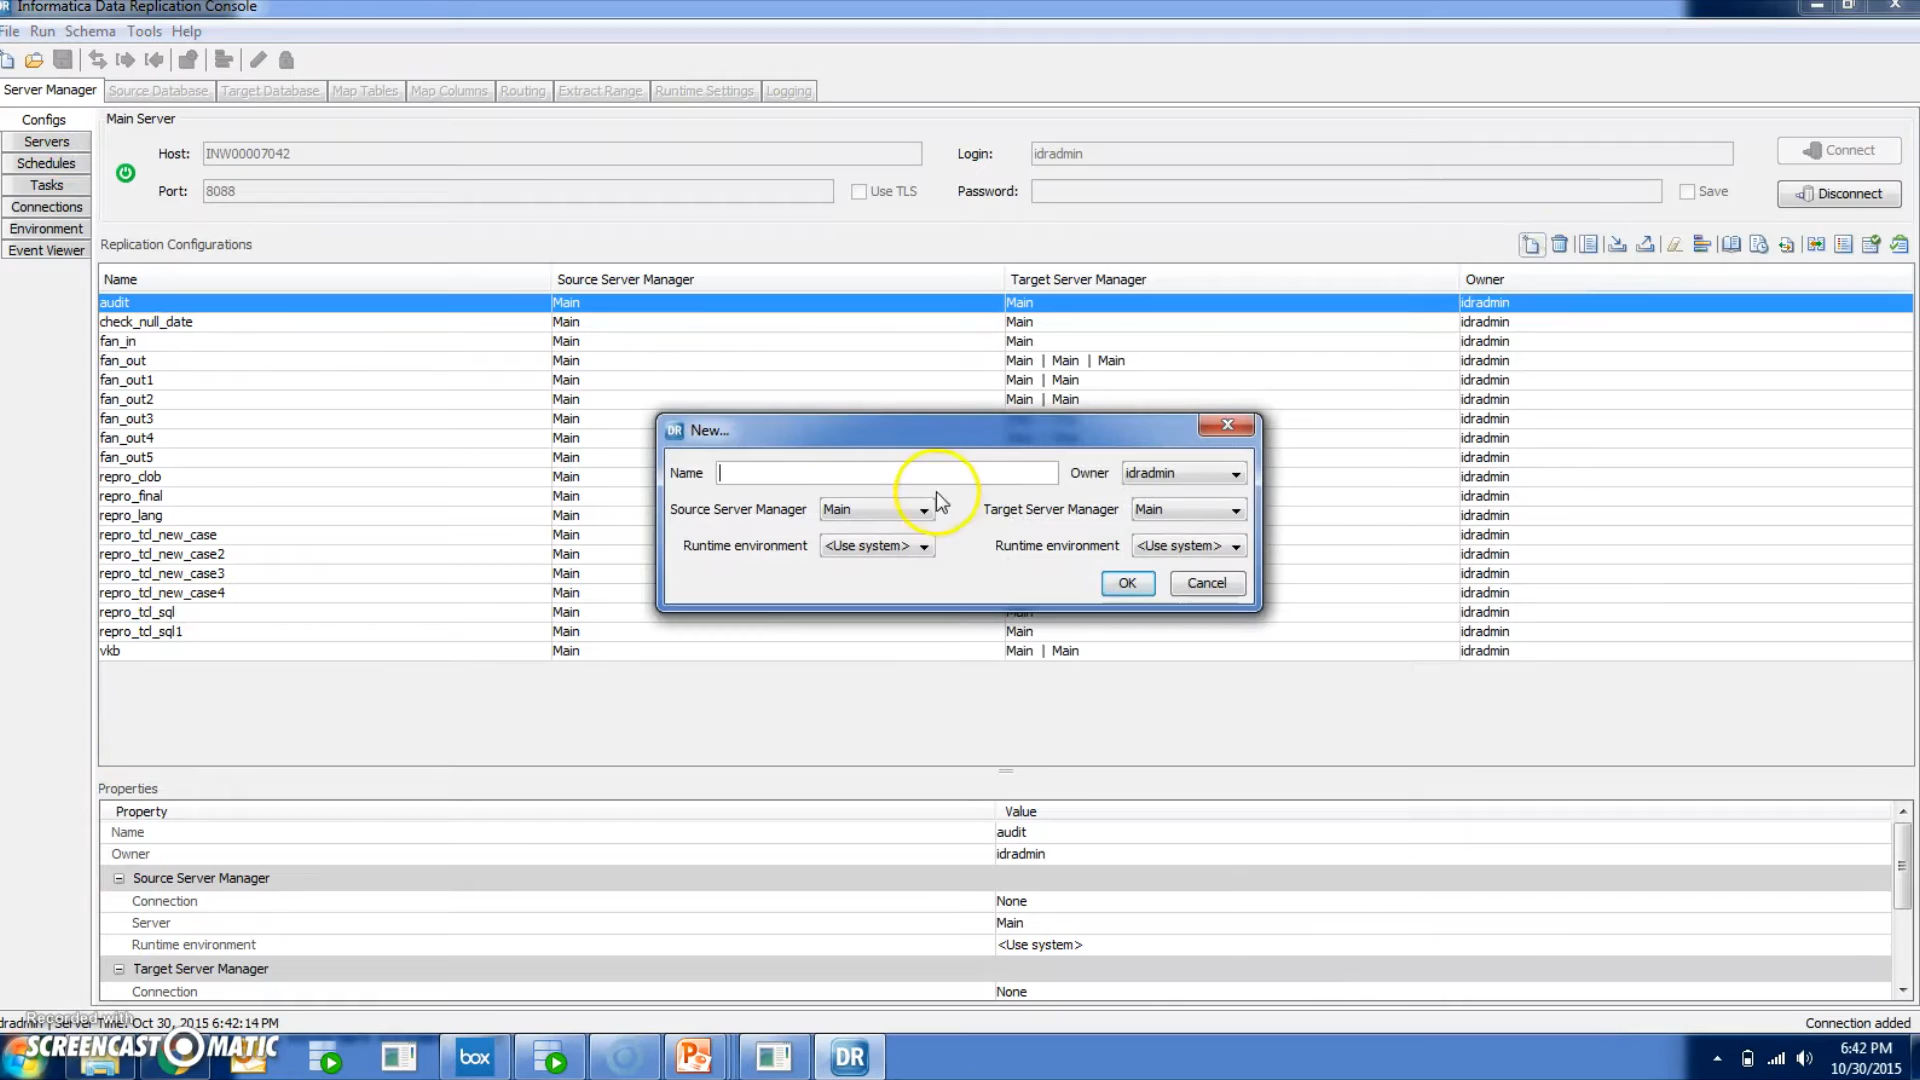 DR Informatica Data Replication Console
File Run Schema Tools Help
Server Manager Source Database Target Database Map Tables Map Columns Routing Extract Range Runtime Settings Logging
Configs
Servers
Schedules
Tasks
Connections
Environment
Event Viewer
Main Server
Host: INW00007042 Login: idradmin Connect
Port: 8088 Use TLS Password: Save Disconnect
Replication Configurations
Name Source Server Manager Target Server Manager Owner
audit Main Main idradmin
check_null_date Main Main idradmin
fan_in Main Main idradmin
fan_out Main Main | Main | Main idradmin
fan_out1 Main Main | Main idradmin
fan_out2 Main Main | Main idradmin
fan_out3 Main idradmin
fan_out4 Main idradmin
fan_out5 Main idradmin
repro_clob Main idradmin
repro_final Main idradmin
repro_lang Main idradmin
repro_tcl_new_case Main idradmin
repro_tcl_new_case2 Main idradmin
repro_tcl_new_case3 Main idradmin
repro_tcl_new_case4 Main idradmin
repro_tcl_sql Main Main idradmin
repro_tcl_sql1 Main Main idradmin
vkb Main Main | Main idradmin
DR New...
Name Owner idradmin
Source Server Manager Main Target Server Manager Main
Runtime environment <Use system> Runtime environment <Use system>
OK Cancel
Properties
Property Value
Name audit
Owner idradmin
Source Server Manager
Connection None
Server Main
Runtime environment <Use system>
Target Server Manager
Connection None
idradmin | Server Time: Oct 30, 2015 6:42:14 PM Connection added
Recorded with
SCREENCAST-O-MATIC
box
DR
6:42 PM
10/30/2015